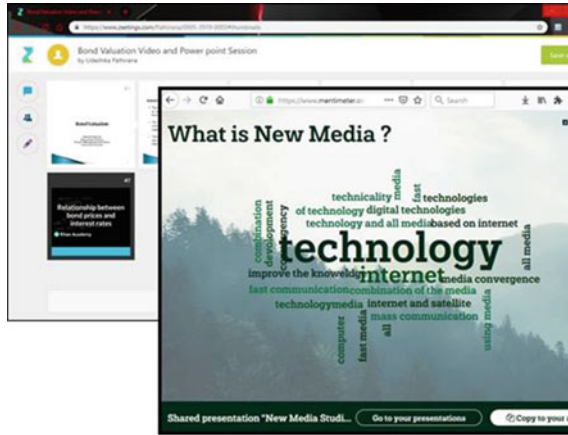 Bond Valuation Video and Power point Session
by Udeshika Pathirana
Bond Valuation
Relationship between
bond prices and
interest rates
Khan Academy
Search
What is New Media ?
media
fast
technicality
technologies
of technology
digital technologies
technology and all media
based on internet
combination
development
technology
all media
improve the knowledge
internet
media convergence
fast communication
combination of the media
technologymedia
internet and satellite
mass communication
using media
computer
fast media
all
Shared presentation "New Media Studi...
Go to your presentations
Copy to your